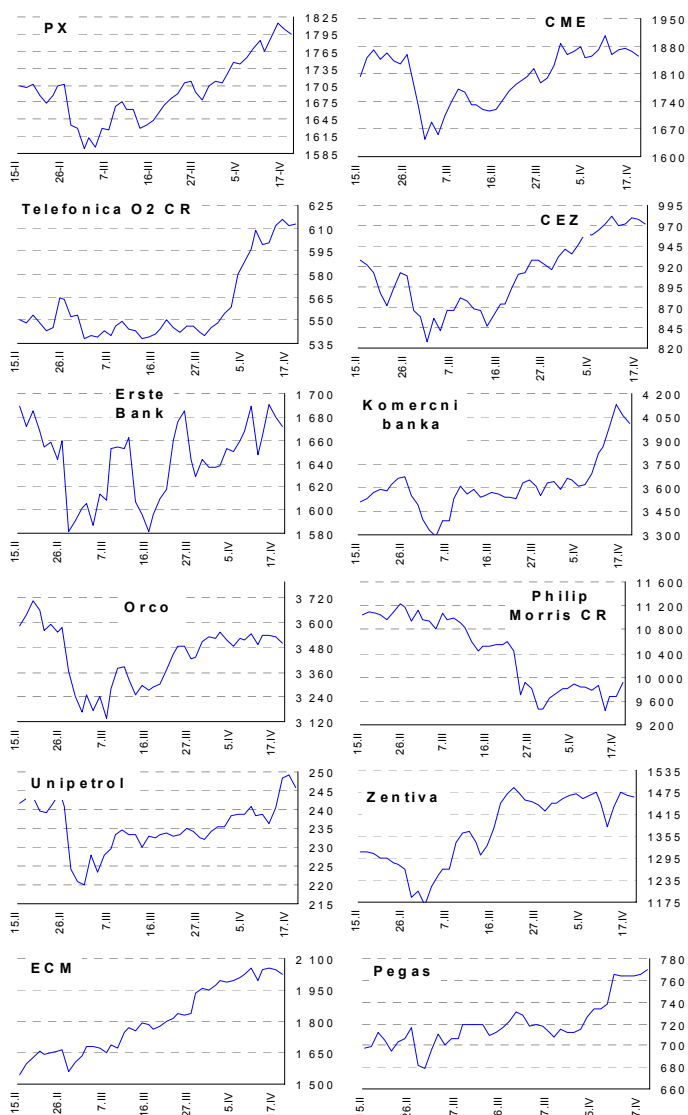 PX
1825
1795
1765
1735
1705
1675
1645
1615
1585
15-II
26-II
7-III
16-III
27-III
5-IV
17-IV
CME
1950
1880
1810
1740
1670
1600
15.II
26.II
7.III
16.III
27.III
5.IV
17.IV
Telefonica O2 CR
625
610
595
580
565
550
535
15.II
26.II
7.III
16.III
27.III
5.IV
17.IV
CEZ
995
970
945
920
895
870
845
820
15.II
26.II
7.III
16.III
27.III
5.IV
17.IV
Erste
Bank
1 700
1 660
1 640
1 600
1 580
15.II
26.II
7.III
16.III
27.III
5.IV
17.IV
Komercni
banka
4 200
4 050
3 750
3 600
3 450
3 300
15.II
26.II
7.III
16.III
27.III
5.IV
17.IV
Orco
3 720
3 600
3 480
3 360
3 240
3 120
15.II
26.II
7.III
16.III
27.III
5.IV
17.IV
Philip
Morris CR
11 600
11 200
10 800
10 400
10 000
9 600
9 200
15.II
26.II
7.III
16.III
27.III
5.IV
17.IV
Unipetrol
250
245
240
235
230
225
220
215
15.II
26.II
7.III
16.III
27.III
5.IV
17.IV
Zentiva
1535
1475
1415
1355
1295
1235
1175
15.II
26.II
7.III
16.III
27.III
5.IV
17.IV
ECM
2 100
1 950
1 800
1 650
1 500
15.II
26.II
7.III
16.III
27.III
5.IV
17.IV
Pegas
780
760
740
720
700
680
660
5.II
6.II
7.III
6.III
7.III
5.IV
7.IV